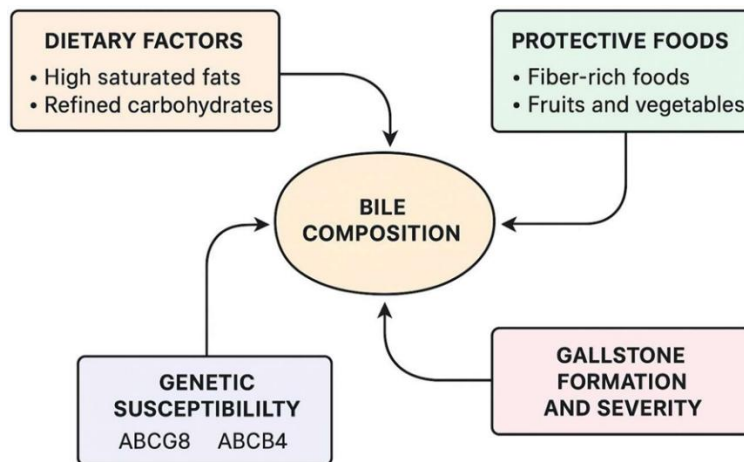 DIETARY FACTORS
• High saturated fats
• Refined carbohydrates
PROTECTIVE FOODS
• Fiber-rich foods
• Fruits and vegetables
BILE
COMPOSITION
GENETIC
SUSCEPTIBILILTY
ABCG8 ABCB4
GALLSTONE
FORMATION
AND SEVERITY